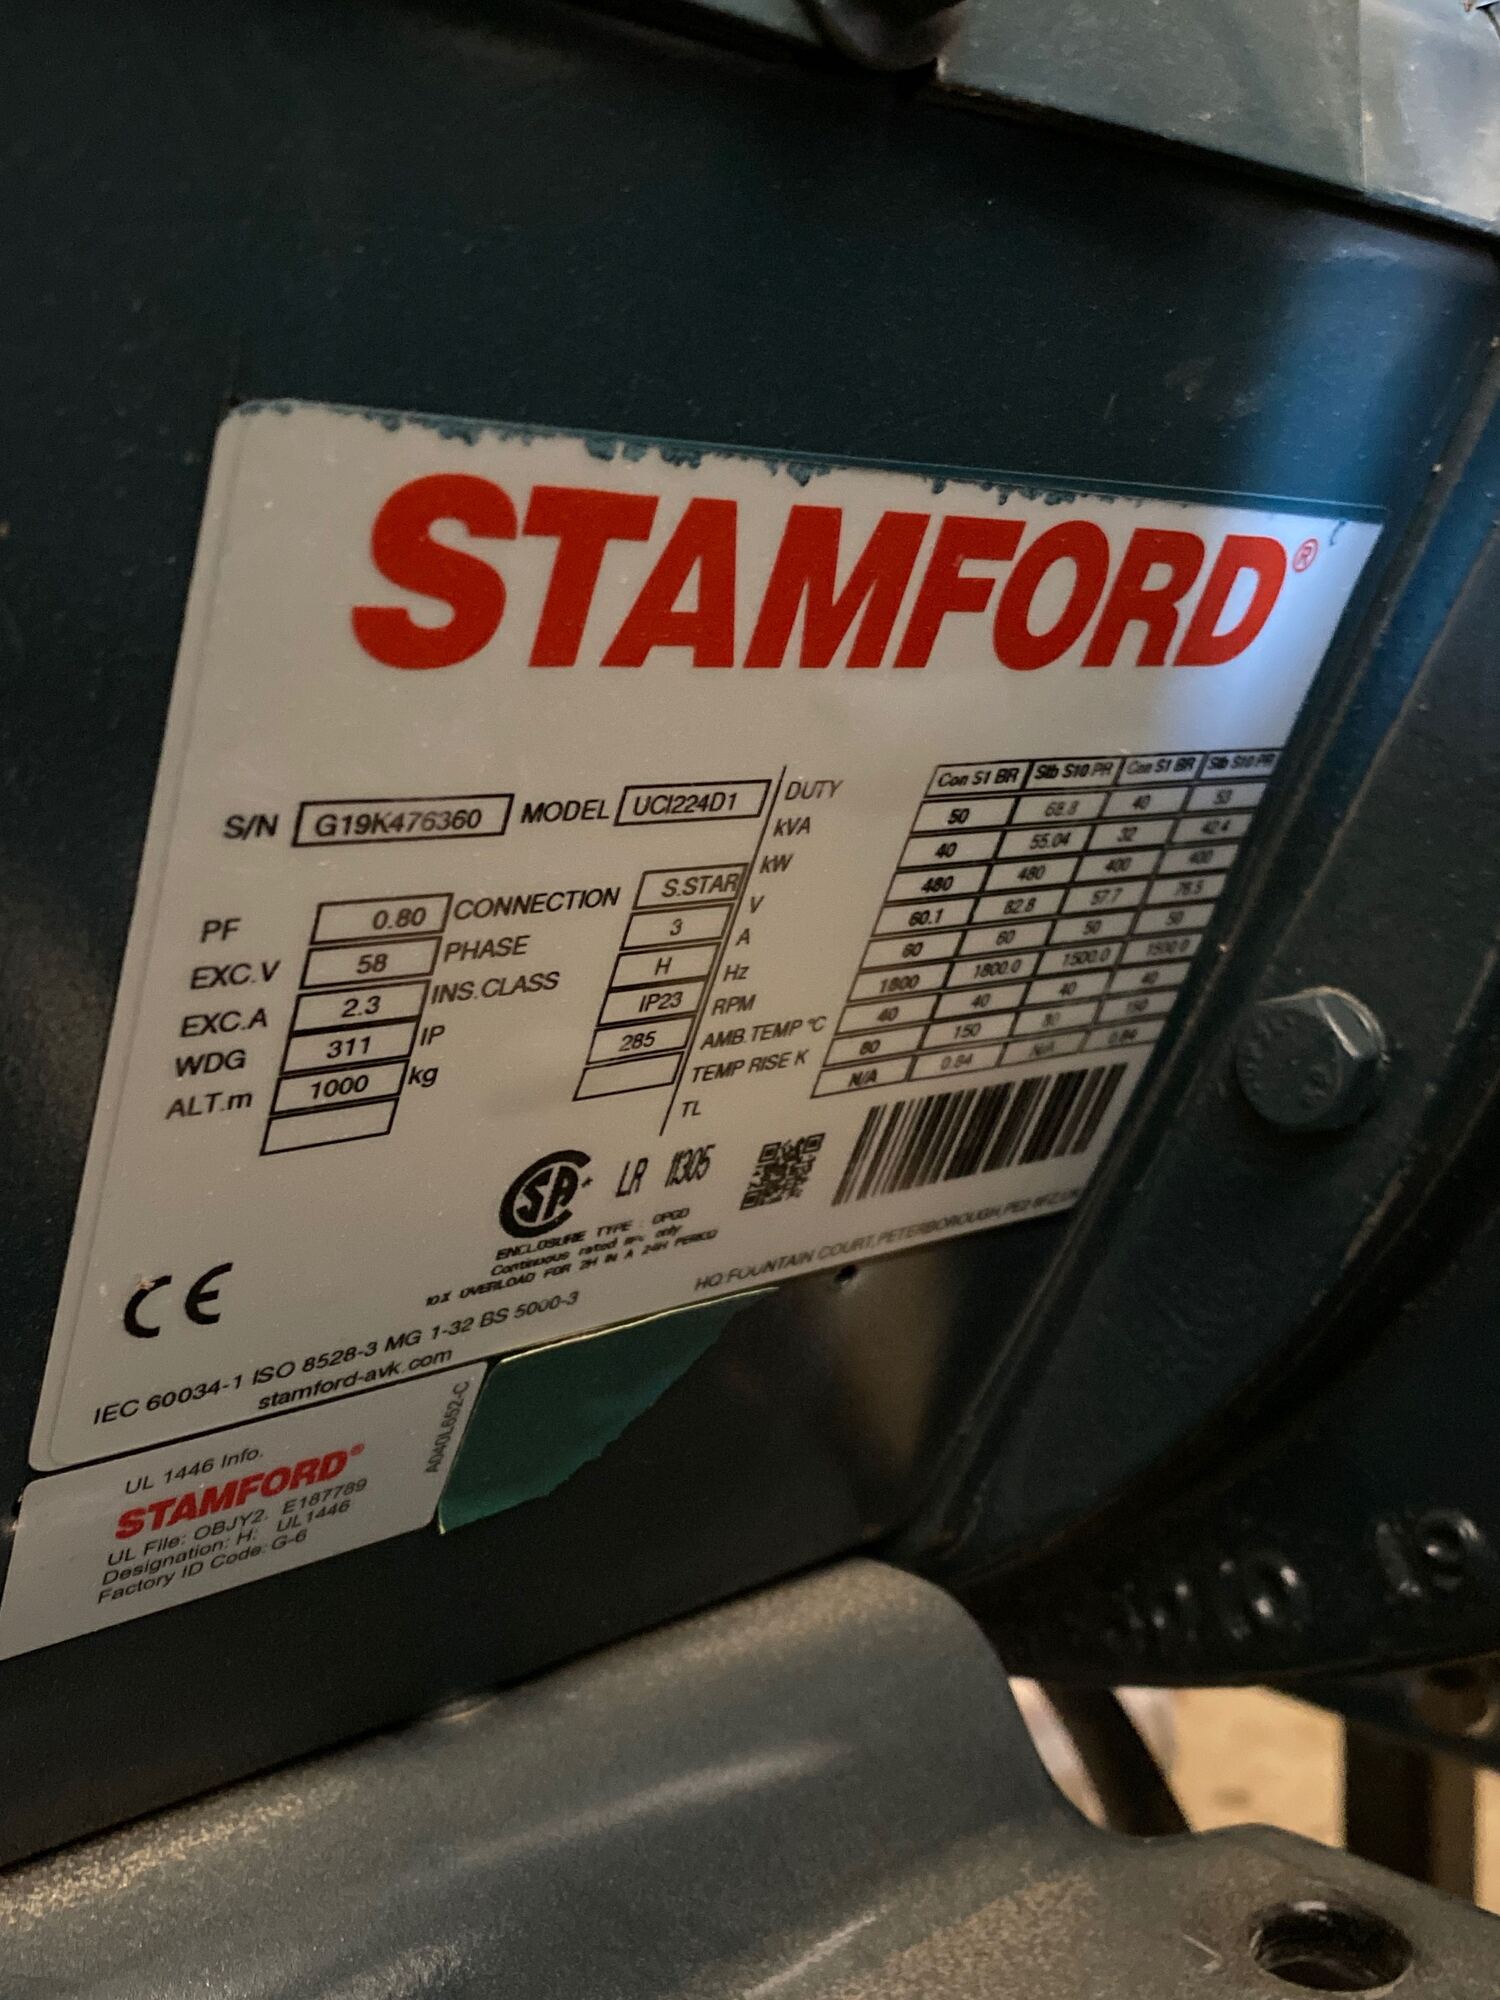 STAMFORD®
S/N G19K476360 MODEL UCI224D1
PF 0.80 CONNECTION S.STAR
EXC.V 58 PHASE 3
EXC.A 2.3 INS.CLASS H
WDG 311 IP IP23
ALT.m 1000 kg 285
DUTY Con S1 BR Stb S10 PR Con S1 BR Stb S10 PR
kVA 50 68.8 40 53
kW 40 55.04 32 42.4
V 480 480 400 400
A 60.1 82.8 57.7 76.5
Hz 60 60 50 50
RPM 1800 1800.0 1500.0 1500.0
AMB.TEMP °C 40 40 40 40
TEMP RISE K 80 150 80 150
TL N/A 0.84 N/A 0.84
SA LR 11305
ENCLOSURE TYPE : OPGD
Continuous rated only
10% OVERLOAD FOR 2H IN A 24H PERIOD
CE
HQ:FOUNTAIN COURT, PETERBOROUGH,
IEC 60034-1 ISO 8528-3 MG 1-32 BS 5000-3
stamford-avk.com
UL 1446 Info.
STAMFORD®
UL File: OBJY2. E187789
Designation: H: UL1446
Factory ID Code: G-6
A040L652-C